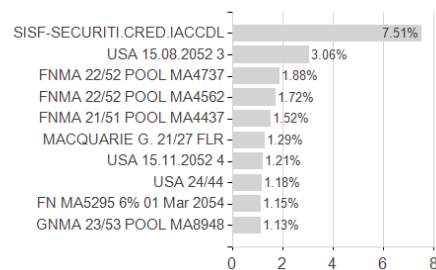 SISF-SECURITI.CRED.IACCDL 7.51%
USA 15.08.2052 3 3.06%
FNMA 22/52 POOL MA4737 1.88%
FNMA 22/52 POOL MA4562 1.72%
FNMA 21/51 POOL MA4437 1.52%
MACQUARIE G. 21/27 FLR 1.29%
USA 15.11.2052 4 1.21%
USA 24/44 1.18%
FN MA5295 6% 01 Mar 2054 1.15%
GNMA 23/53 POOL MA8948 1.13%
0 2 4 6 8